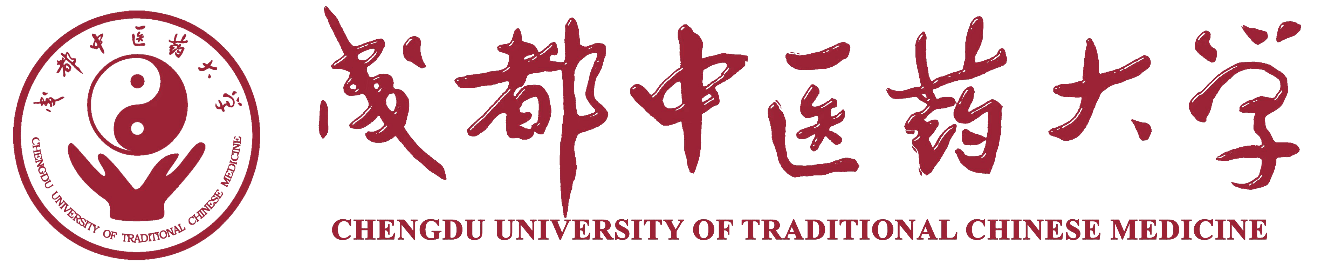 成都中医药大学
CHENGDU UNIVERSITY OF TRADITIONAL CHINESE MEDICINE
成都中医药大学
CHENGDU UNIVERSITY OF TRADITIONAL CHINESE MEDICINE